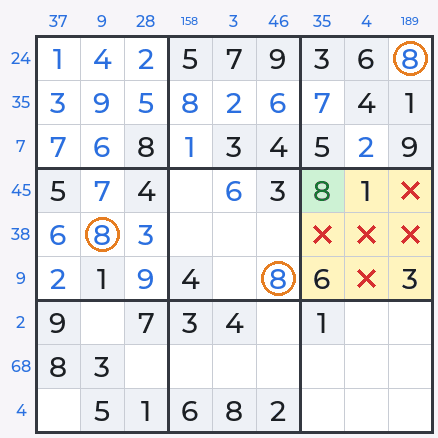 37 9 28 158 3 46 35 4 189
24 1 4 2 5 7 9 3 6 8
35 3 9 5 8 2 6 7 4 1
7 7 6 8 1 3 4 5 2 9
45 5 7 4 6 3 8 1 ×
38 6 8 3 × × ×
9 2 1 9 4 8 6 × 3
2 9 7 3 4 1
68 8 3
4 5 1 6 8 2